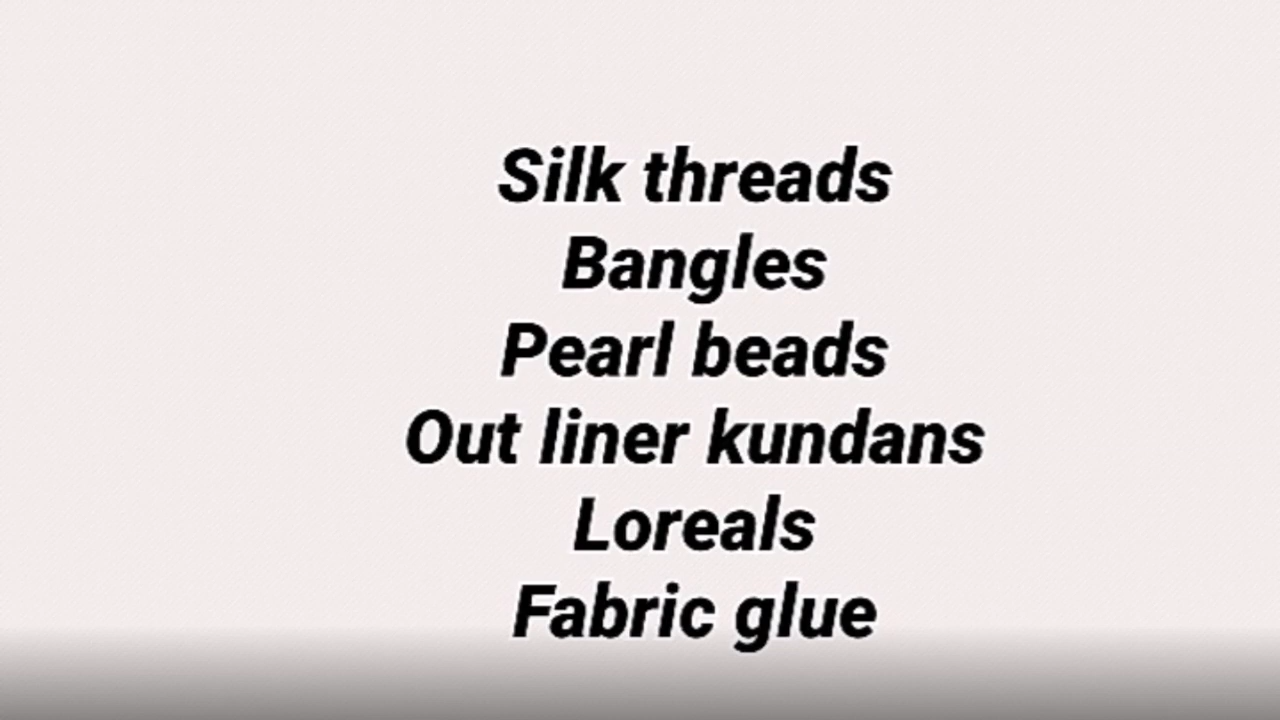 Silk threads
Bangles
Pearl beads
Out liner kundans
Loreals
Fabric glue